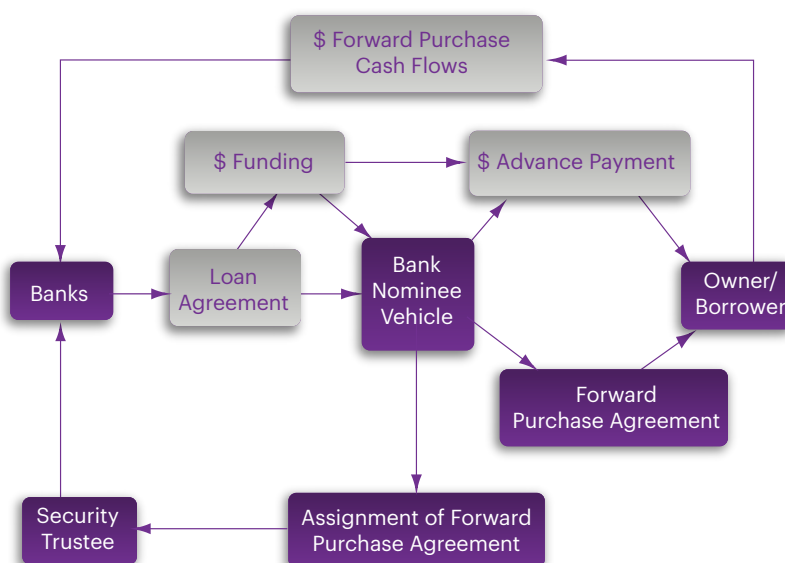 $ Forward Purchase
Cash Flows
$ Funding
$ Advance Payment
Banks
Loan
Agreement
Bank
Nominee
Vehicle
Owner/
Borrower
Forward
Purchase Agreement
Security
Trustee
Assignment of Forward
Purchase Agreement